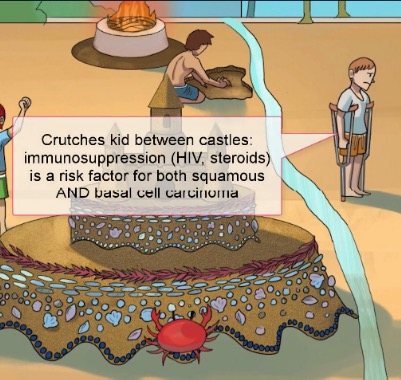 Crutches kid between castles:
immunosuppression (HIV, steroids)
is a risk factor for both squamous
AND basal cell carcinoma